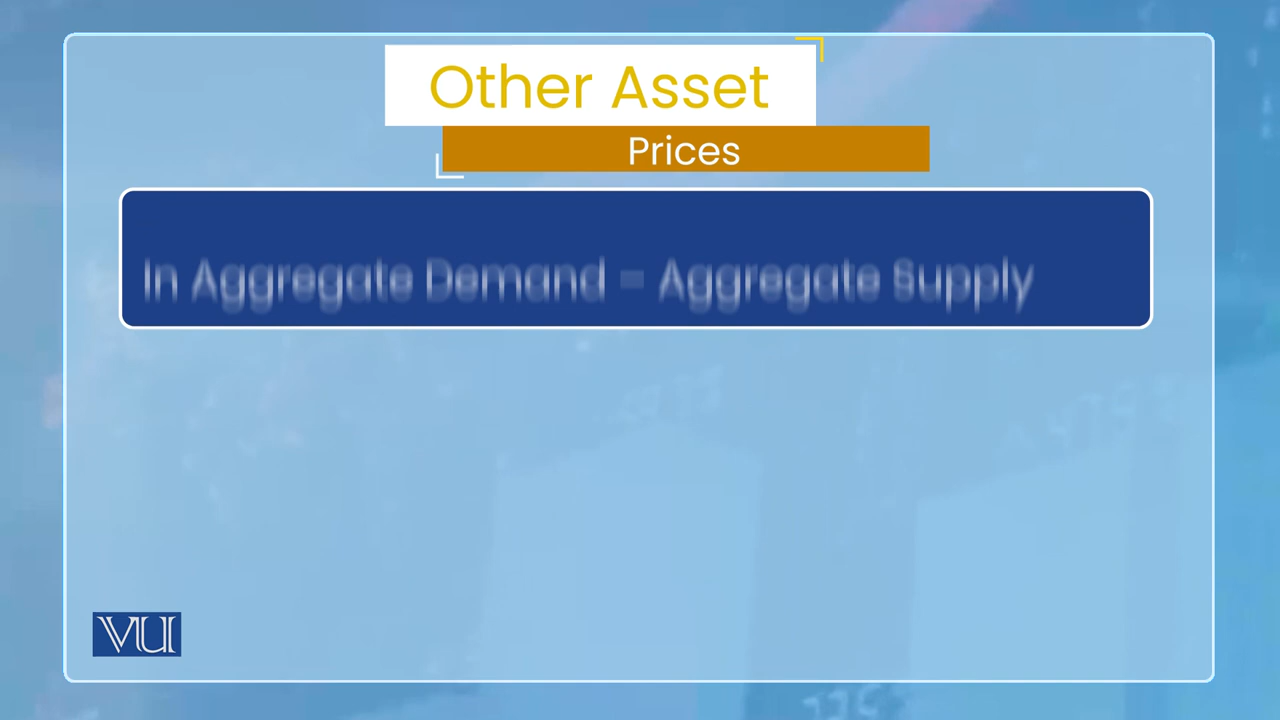 Other Asset
Prices
In Aggregate Demand = Aggregate Supply
VU